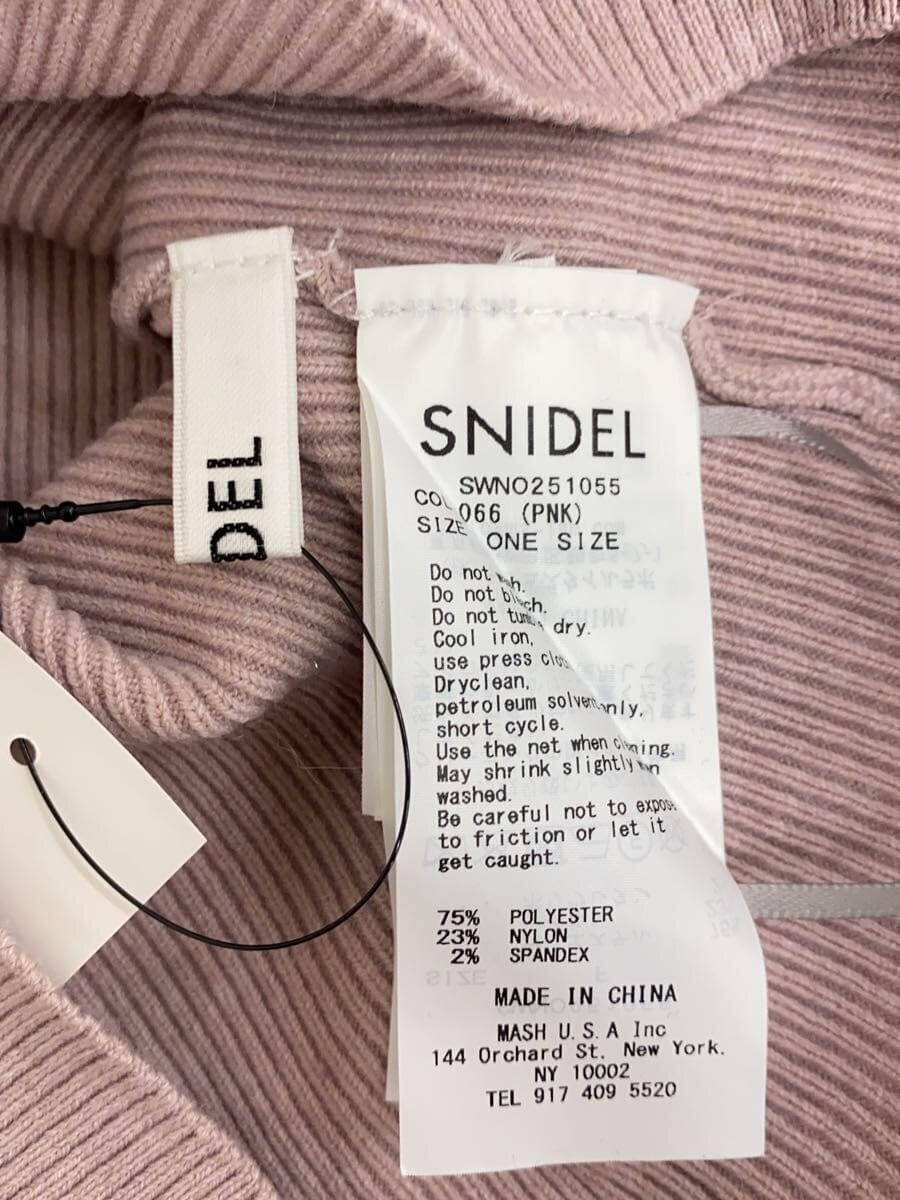 DEL
SNIDEL
SWNO251055
COL 066 (PNK)
SIZE ONE SIZE
Do not
Do not
Do not dry.
Cool iron,
use press
Dryclean,
petroleum only,
short cycle.
Use the net when
May shrink slightly
washed.
Be careful not to expose
to friction or let it
get caught.
75% POLYESTER
23% NYLON
2% SPANDEX
MADE IN CHINA
MASH U.S.A Inc
144 Orchard St. New York.
NY 10002
TEL 917 409 5520
SIZE